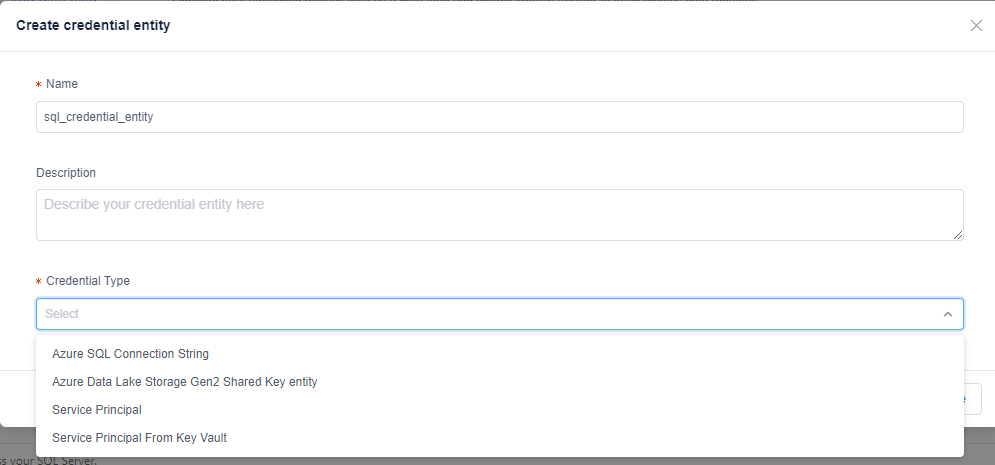 Create credential entity
* Name
sql_credential_entity
Description
Describe your credential entity here
* Credential Type
Select
Azure SQL Connection String
Azure Data Lake Storage Gen2 Shared Key entity
Service Principal
Service Principal From Key Vault
ss your SQL Server.